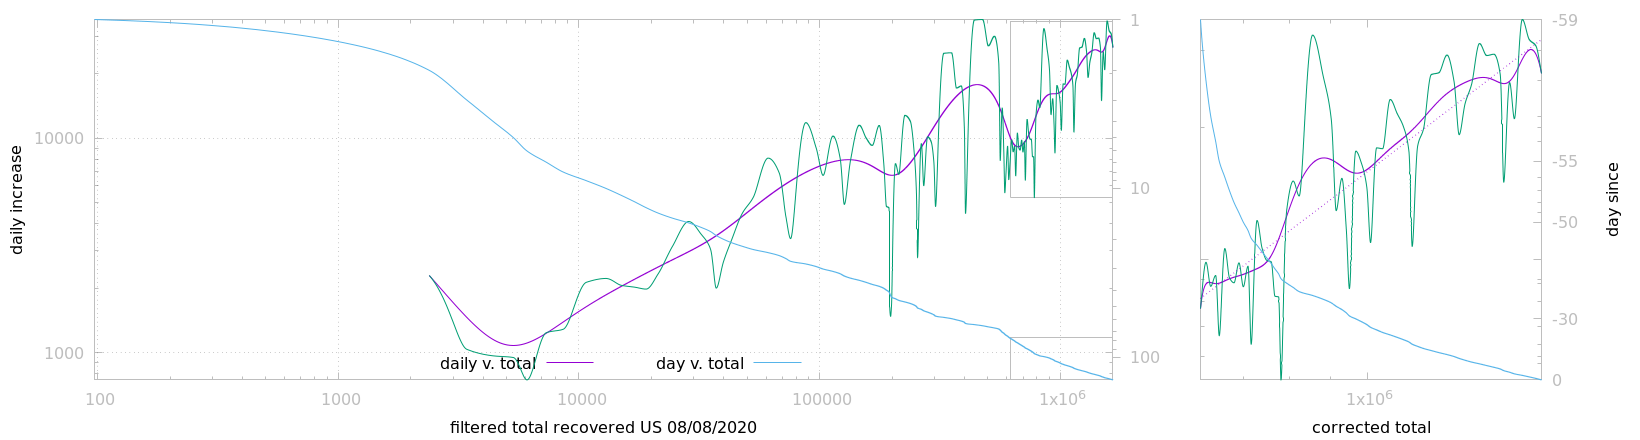 daily increase
10000
1000
100
1000
10000
100000
1x10^6
1
10
100
daily v. total
day v. total
filtered total recovered US 08/08/2020
-59
-55
-50
-30
0
day since
1x10^6
corrected total